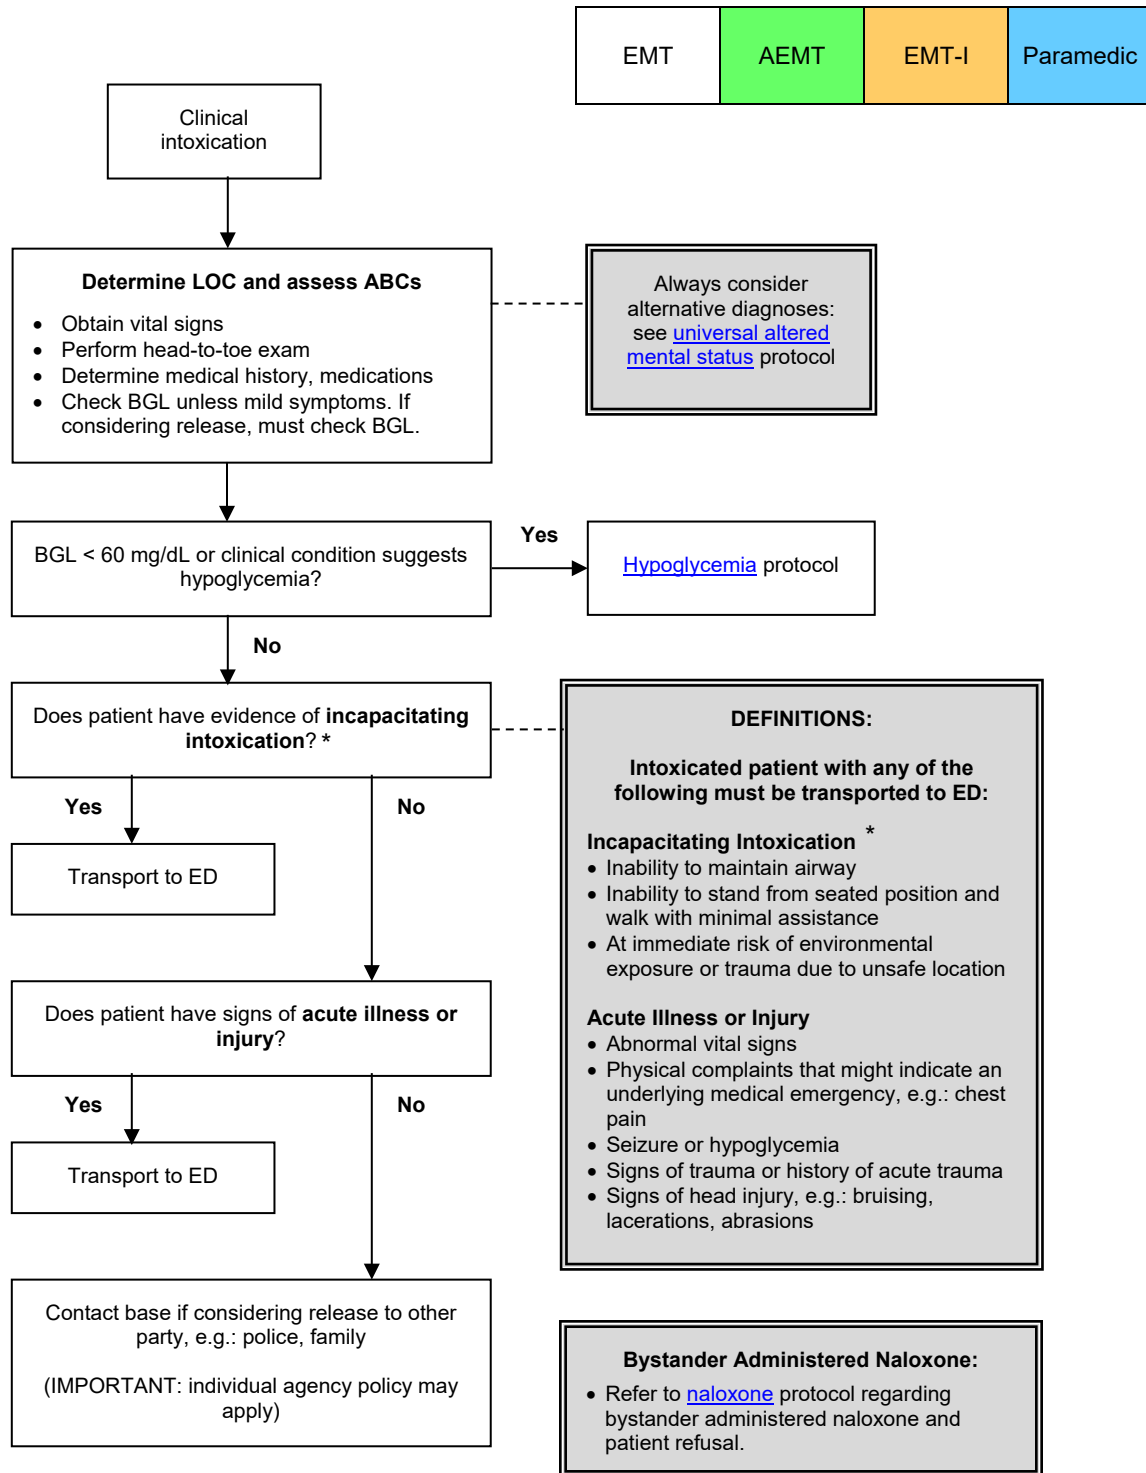 EMT AEMT EMT-I Paramedic
Clinical
intoxication
Determine LOC and assess ABCs
• Obtain vital signs
• Perform head-to-toe exam
• Determine medical history, medications
• Check BGL unless mild symptoms. If
considering release, must check BGL.
Always consider
alternative diagnoses:
see universal altered
mental status protocol
BGL < 60 mg/dL or clinical condition suggests
hypoglycemia?
Yes
Hypoglycemia protocol
No
Does patient have evidence of incapacitating
intoxication? *
Yes
No
Transport to ED
Does patient have signs of acute illness or
injury?
Yes
No
Transport to ED
Contact base if considering release to other
party, e.g.: police, family
(IMPORTANT: individual agency policy may
apply)
DEFINITIONS:
Intoxicated patient with any of the
following must be transported to ED:
Incapacitating Intoxication *
• Inability to maintain airway
• Inability to stand from seated position and
walk with minimal assistance
• At immediate risk of environmental
exposure or trauma due to unsafe location
Acute Illness or Injury
• Abnormal vital signs
• Physical complaints that might indicate an
underlying medical emergency, e.g.: chest
pain
• Seizure or hypoglycemia
• Signs of trauma or history of acute trauma
• Signs of head injury, e.g.: bruising,
lacerations, abrasions
Bystander Administered Naloxone:
• Refer to naloxone protocol regarding
bystander administered naloxone and
patient refusal.